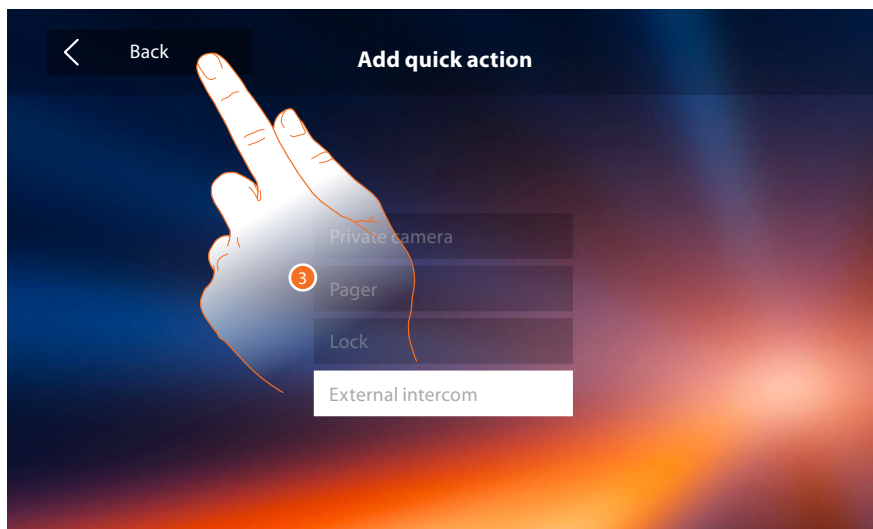 Back
Add quick action
Private camera
3
Pager
Lock
External intercom